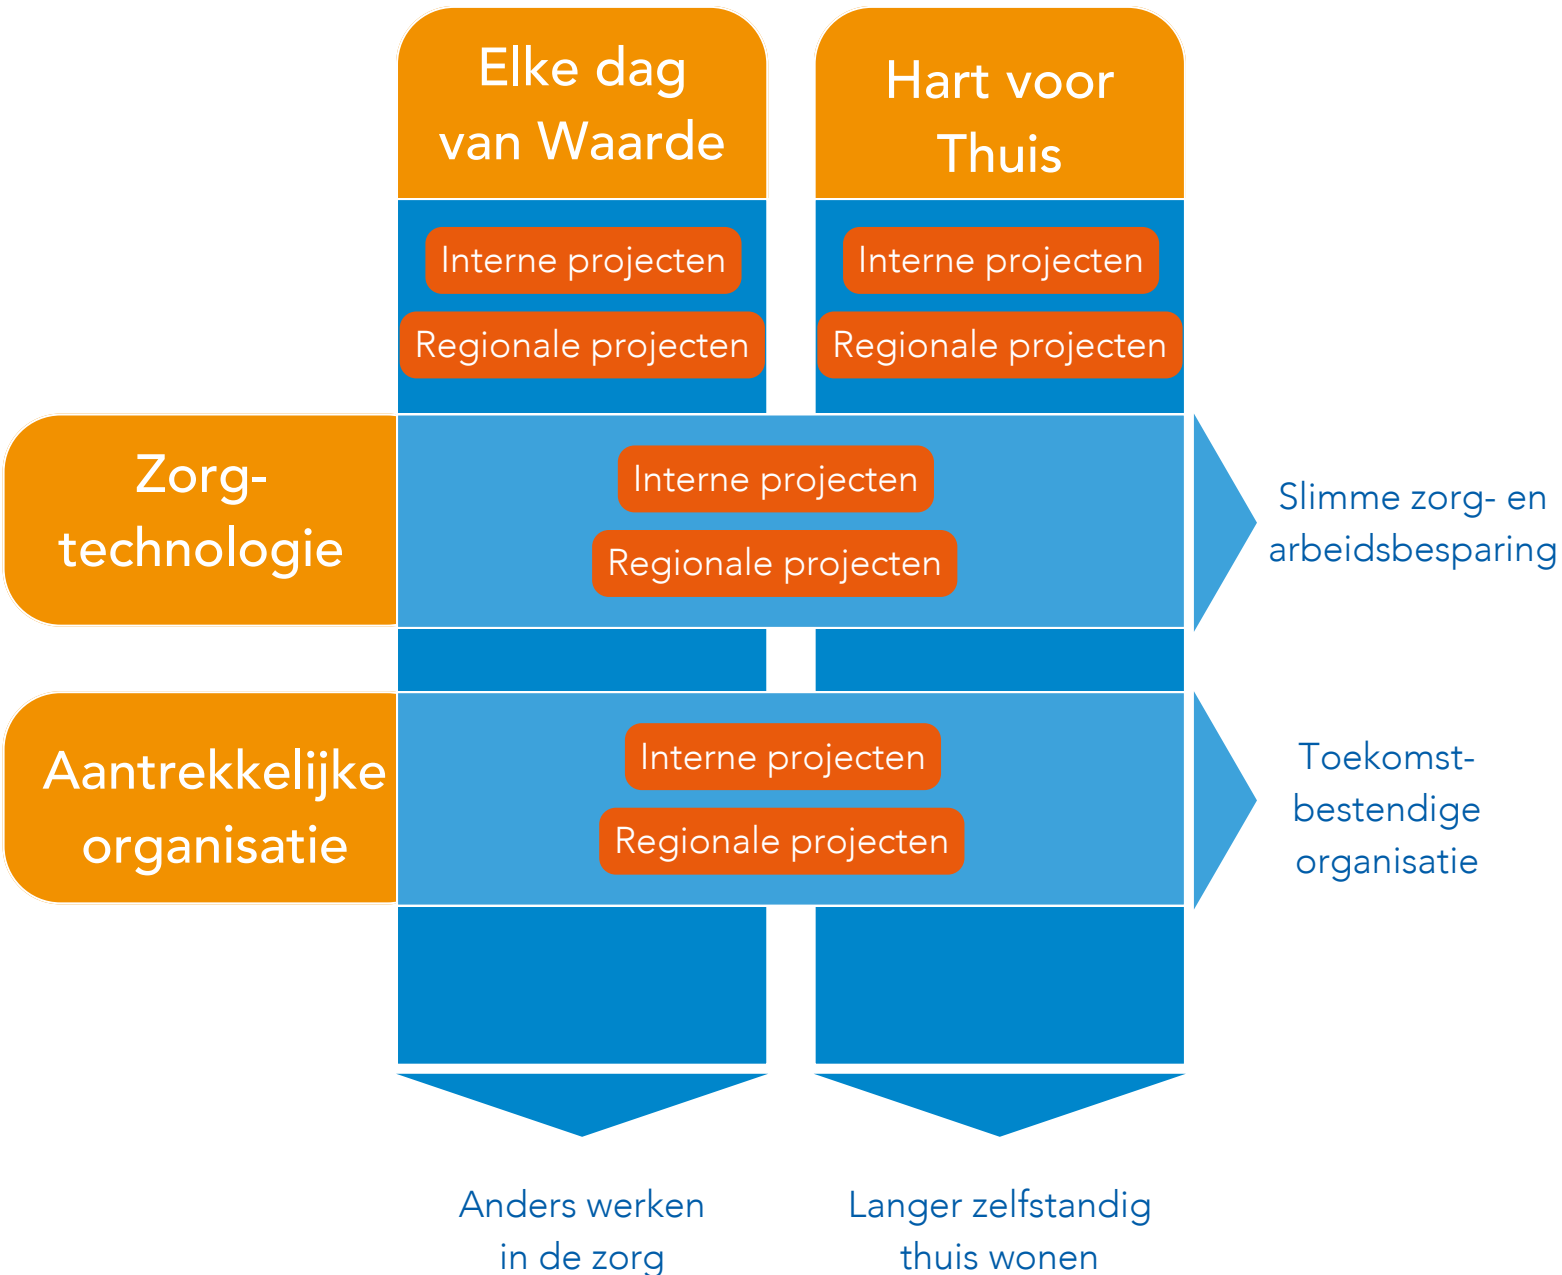 Elke dag
van Waarde
Hart voor
Thuis
Interne projecten
Regionale projecten
Interne projecten
Regionale projecten
Zorg-
technologie
Interne projecten
Regionale projecten
Slimme zorg- en
arbeidsbesparing
Aantrekkelijke
organisatie
Interne projecten
Regionale projecten
Toekomst-
bestendige
organisatie
Anders werken
in de zorg
Langer zelfstandig
thuis wonen